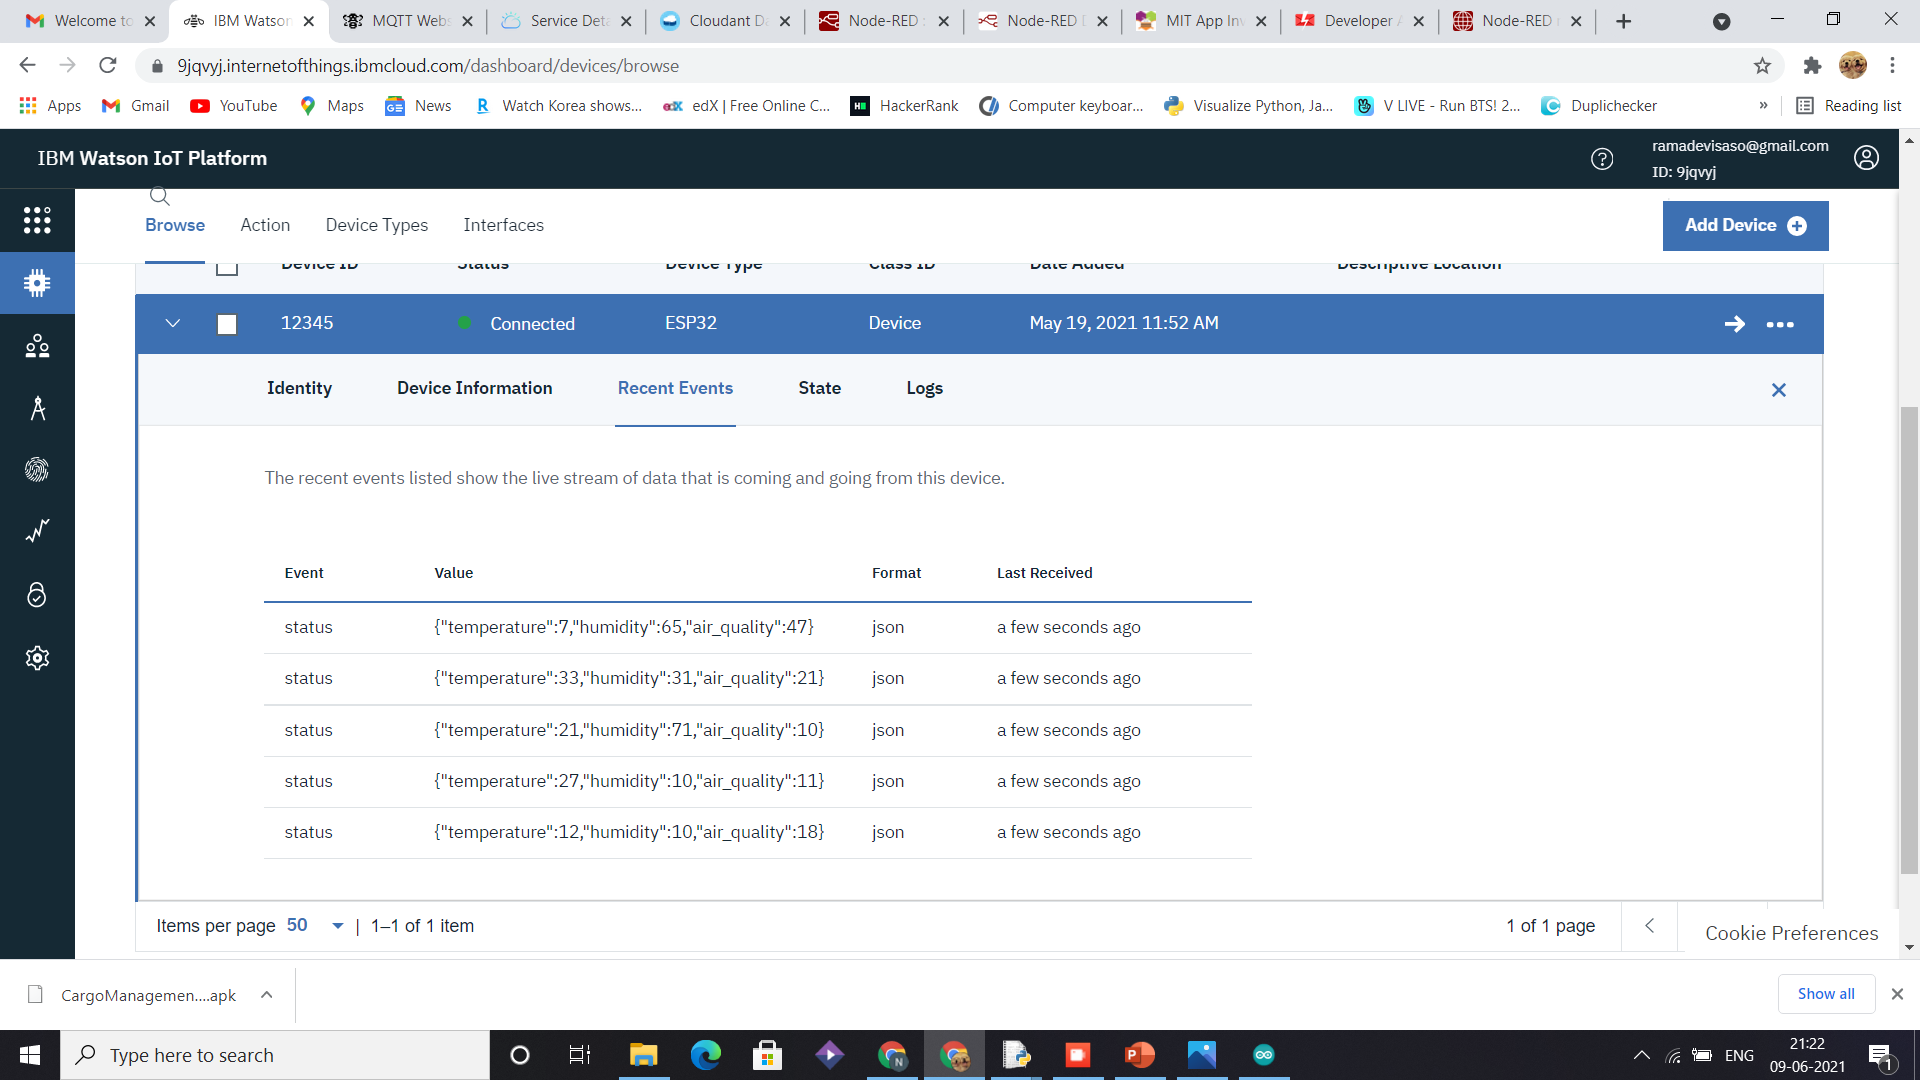 Welcome to
IBM Watson
MQTT Webs
Service Deta
Cloudant Da
Node-RED :
Node-RED D
MIT App Inv
Developer A
Node-RED r
9jqvyj.internetofthings.ibmcloud.com/dashboard/devices/browse
Apps
Gmail
YouTube
Maps
News
Watch Korea shows...
edX | Free Online C...
HackerRank
Computer keyboar...
Visualize Python, Ja...
V LIVE - Run BTS! 2...
Duplichecker
»
Reading list
IBM Watson IoT Platform
ramadevisaso@gmail.com
ID: 9jqvyj
Browse Action Device Types Interfaces
Add Device
Device ID Status Device Type Class ID Date Added Descriptive Location
12345 Connected ESP32 Device May 19, 2021 11:52 AM
Identity Device Information Recent Events State Logs
The recent events listed show the live stream of data that is coming and going from this device.
Event Value Format Last Received
status {"temperature":7,"humidity":65,"air_quality":47} json a few seconds ago
status {"temperature":33,"humidity":31,"air_quality":21} json a few seconds ago
status {"temperature":21,"humidity":71,"air_quality":10} json a few seconds ago
status {"temperature":27,"humidity":10,"air_quality":11} json a few seconds ago
status {"temperature":12,"humidity":10,"air_quality":18} json a few seconds ago
Items per page 50 | 1–1 of 1 item
1 of 1 page
Cookie Preferences
CargoManagemen....apk
Show all
Type here to search
ENG
21:22
09-06-2021
1